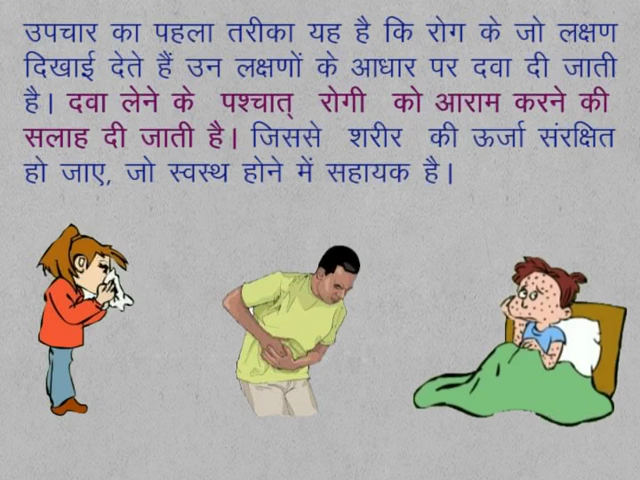 उपचार का पहला तरीका यह है कि रोग के जो लक्षण
दिखाई देते हैं उन लक्षणों के आधार पर दवा दी जाती
है। दवा लेने के पश्चात् रोगी को आराम करने की
सलाह दी जाती है। जिससे शरीर की ऊर्जा संरक्षित
हो जाए, जो स्वस्थ होने में सहायक है।